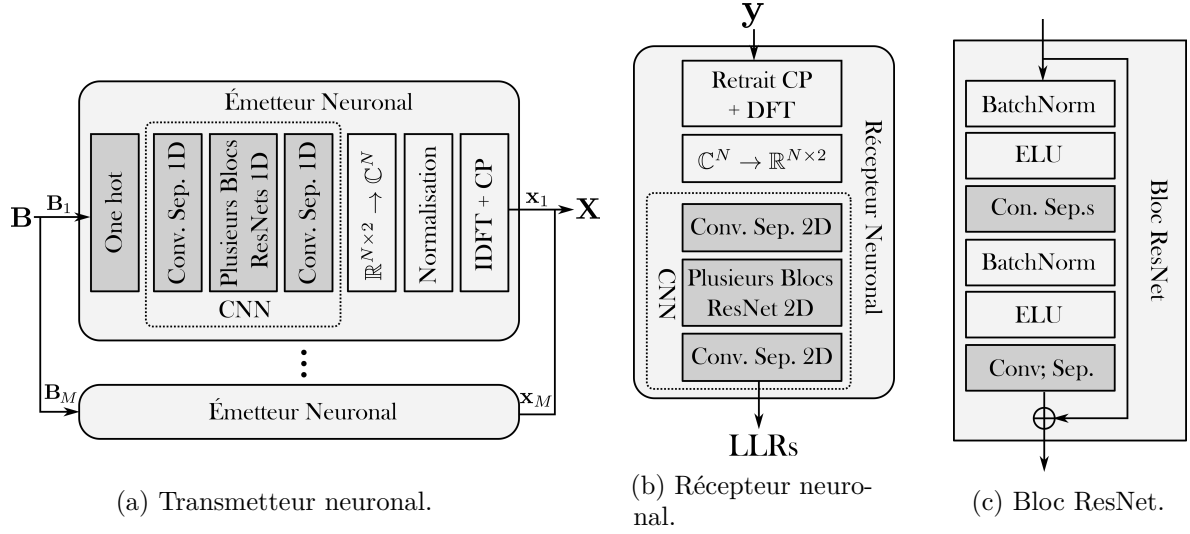 Émetteur Neuronal
B
B₁
One hot
Conv. Sep. 1D
Plusieurs Blocs
ResNets 1D
Conv. Sep. 1D
CNN
ℝ^{N×2} → ℂ^N
Normalisation
IDFT + CP
x₁
X
⋮
B_M
Émetteur Neuronal
x_M
(a) Transmetteur neuronal.
y
Retrait CP
+ DFT
ℂ^N → ℝ^{N×2}
Conv. Sep. 2D
Plusieurs Blocs
ResNet 2D
Conv. Sep. 2D
CNN
Récepteur Neuronal
LLRs
(b) Récepteur neuro-
nal.
BatchNorm
ELU
Con. Sep.s
BatchNorm
ELU
Conv; Sep.
Bloc ResNet
(c) Bloc ResNet.